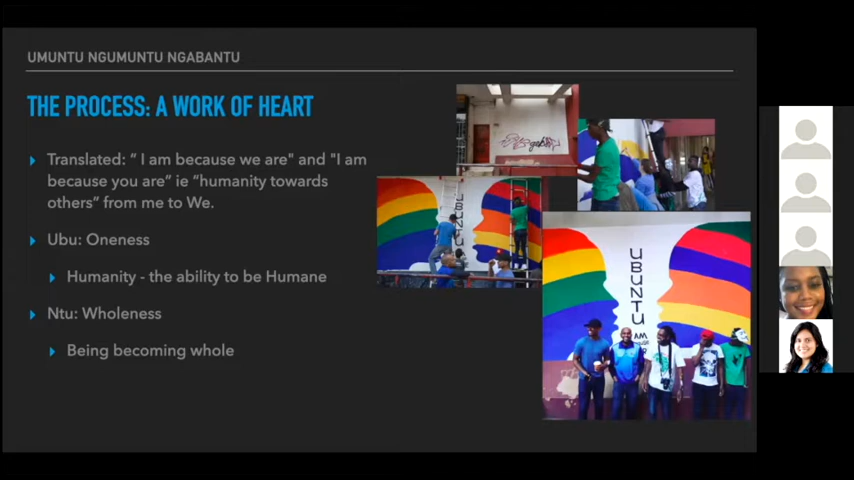 UMUNTU NGUMUNTU NGABANTU
THE PROCESS: A WORK OF HEART
Translated: “ I am because we are" and "I am
because you are” ie “humanity towards
others” from me to We.
Ubu: Oneness
Humanity - the ability to be Humane
Ntu: Wholeness
Being becoming whole
UBUNTU
UBUNTU
I AM